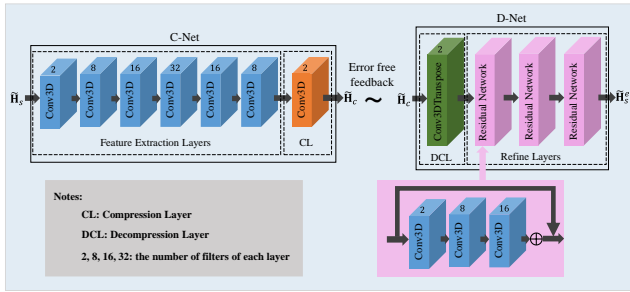 C-Net
D-Net
2
8
16
32
16
8
2
H̃s
Conv3D
Conv3D
Conv3D
Conv3D
Conv3D
Conv3D
Conv3D
H̃c
Feature Extraction Layers
CL
Error free
feedback
~
H̃c
2
Conv3DTranspose
Residual Network
Residual Network
Residual Network
H̃se
DCL
Refine Layers
2
8
16
Conv3D
Conv3D
Conv3D
Notes:
CL: Compression Layer
DCL: Decompression Layer
2, 8, 16, 32: the number of filters of each layer